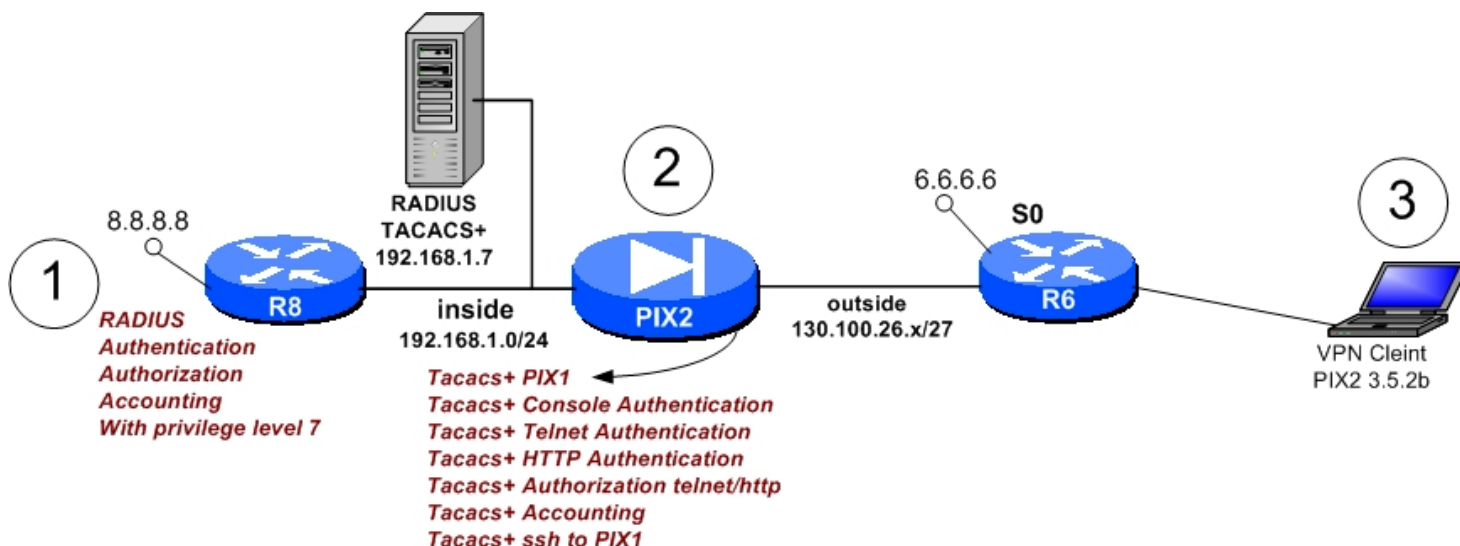 1
8.8.8.8
R8
RADIUS
Authentication
Authorization
Accounting
With privilege level 7
RADIUS
TACACS+
192.168.1.7
inside
192.168.1.0/24
2
PIX2
Tacacs+ PIX1
Tacacs+ Console Authentication
Tacacs+ Telnet Authentication
Tacacs+ HTTP Authentication
Tacacs+ Authorization telnet/http
Tacacs+ Accounting
Tacacs+ ssh to PIX1
outside
130.100.26.x/27
6.6.6.6
S0
R6
3
VPN Cleint
PIX2 3.5.2b